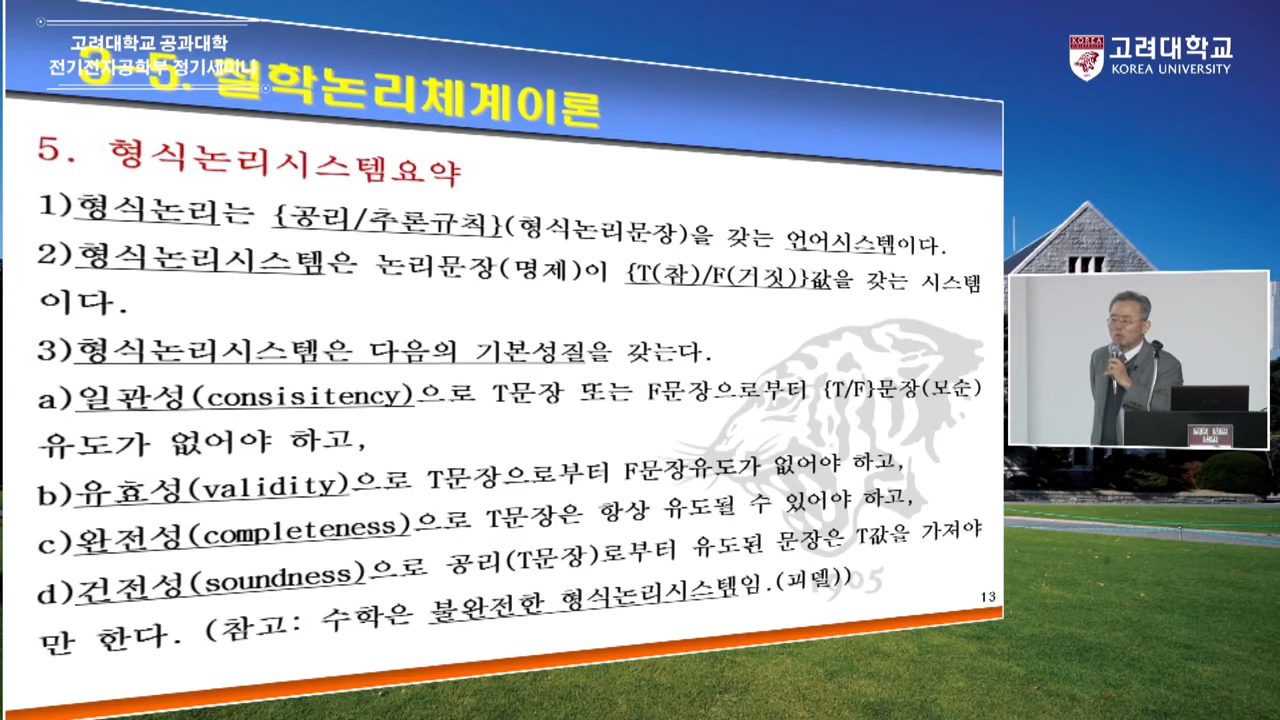 고려대학교 공과대학
전기전자공학부 정기세미나
KOREA
고려대학교
KOREA UNIVERSITY
3-5. 철학논리체계이론
5. 형식논리시스템요약
1)형식논리는 {공리/추론규칙}(형식논리문장)을 갖는 언어시스템이다.
2)형식논리시스템은 논리문장(명제)이 {T(참)/F(거짓)}값을 갖는 시스템
이다.
3)형식논리시스템은 다음의 기본성질을 갖는다.
a)일관성(consisitency)으로 T문장 또는 F문장으로부터 {T/F}문장(모순)
유도가 없어야 하고,
b)유효성(validity)으로 T문장으로부터 F문장유도가 없어야 하고,
c)완전성(completeness)으로 T문장은 항상 유도될 수 있어야 하고,
d)건전성(soundness)으로 공리(T문장)로부터 유도된 문장은 T값을 가져야
만 한다. (참고: 수학은 불완전한 형식논리시스템임.(괴델))
1905
13